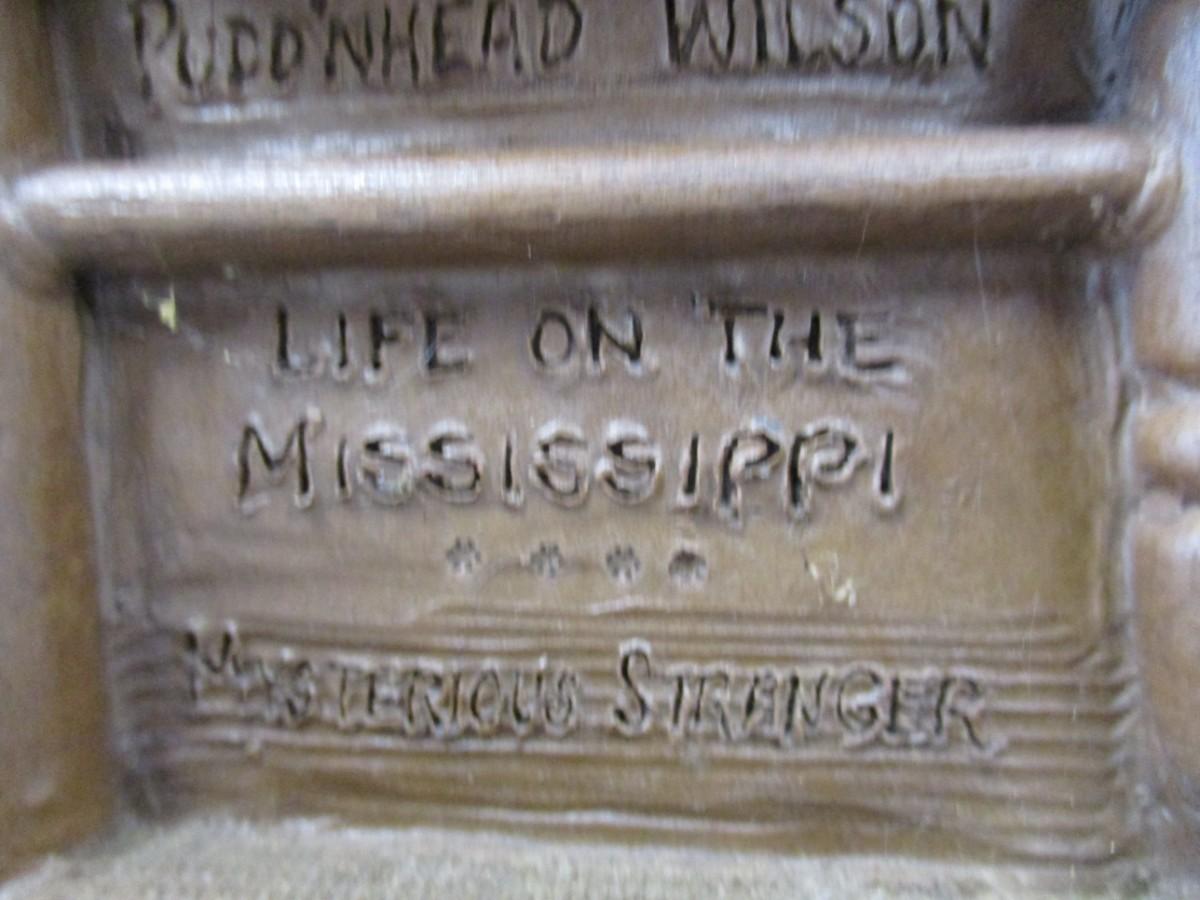 PUDD'NHEAD WILSON
LIFE ON THE
MISSISSIPPI
* * * *
MYSTERIOUS STRANGER